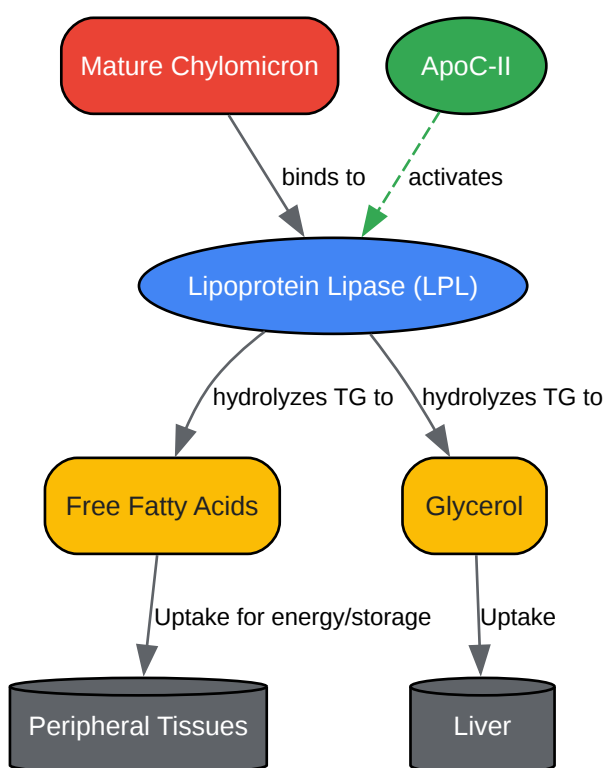 Mature Chylomicron
ApoC-II
binds to
activates
Lipoprotein Lipase (LPL)
hydrolyzes TG to
hydrolyzes TG to
Free Fatty Acids
Glycerol
Uptake for energy/storage
Uptake
Peripheral Tissues
Liver